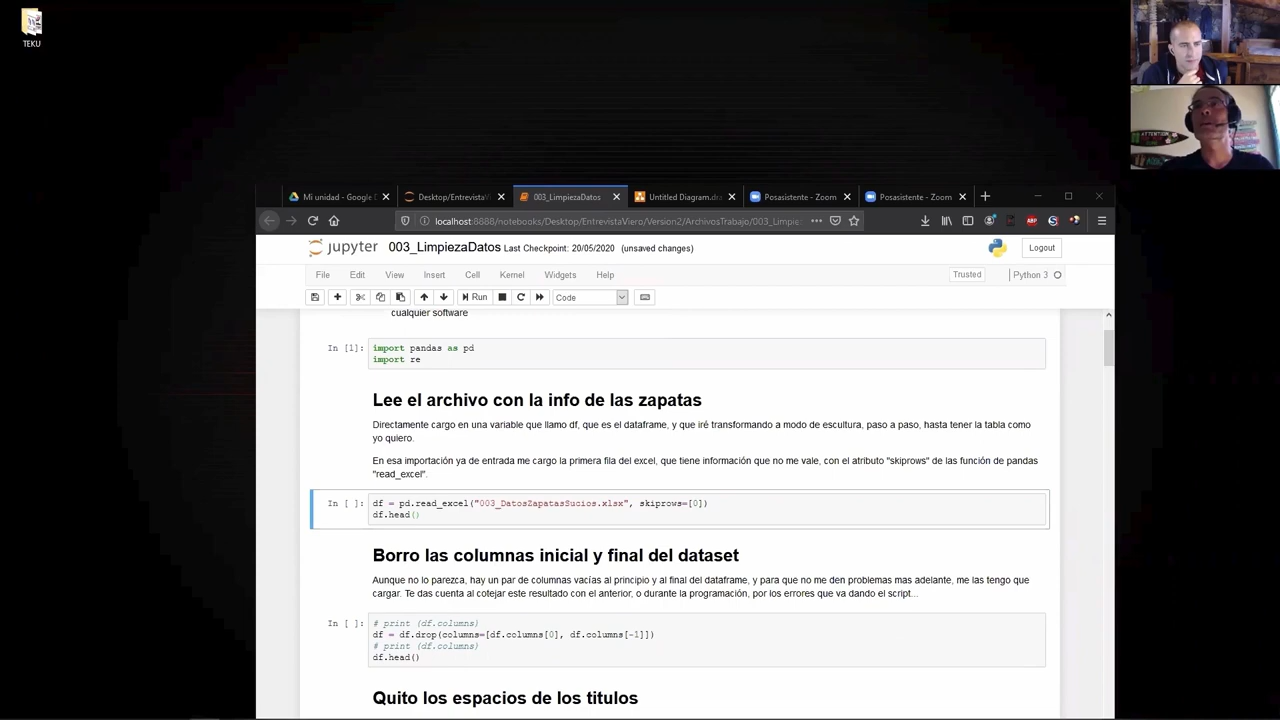 TEKU
ATTENTION
Mi unidad - Google D
Desktop/EntrevistaVi
003_LimpiezaDatos
Untitled Diagram.dra
Posasistente - Zoom
Posasistente - Zoom
localhost:8888/notebooks/Desktop/EntrevistaViero/Version2/ArchivosTrabajo/003_Limpie
ABP
jupyter 003_LimpiezaDatos Last Checkpoint: 20/05/2020 (unsaved changes)
Logout
File Edit View Insert Cell Kernel Widgets Help
Trusted
Python 3
Run
Code
cualquier software
In [1]: import pandas as pd
import re
Lee el archivo con la info de las zapatas
Directamente cargo en una variable que llamo df, que es el dataframe, y que iré transformando a modo de escultura, paso a paso, hasta tener la tabla como
yo quiero.
En esa importación ya de entrada me cargo la primera fila del excel, que tiene información que no me vale, con el atributo "skiprows" de las función de pandas
"read_excel".
In [ ]: df = pd.read_excel("003_DatosZapatasSucios.xlsx", skiprows=[0])
df.head()
Borro las columnas inicial y final del dataset
Aunque no lo parezca, hay un par de columnas vacías al principio y al final del dataframe, y para que no me den problemas mas adelante, me las tengo que
cargar. Te das cuenta al cotejar este resultado con el anterior, o durante la programación, por los errores que va dando el script...
In [ ]: # print (df.columns)
df = df.drop(columns=[df.columns[0], df.columns[-1]])
# print (df.columns)
df.head()
Quito los espacios de los titulos